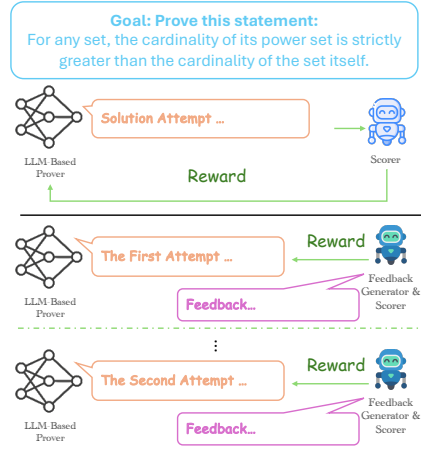 Goal: Prove this statement:
For any set, the cardinality of its power set is strictly
greater than the cardinality of the set itself.
Solution Attempt ...
LLM-Based
Prover
Scorer
Reward
The First Attempt ...
Reward
LLM-Based
Prover
Feedback
Generator &
Scorer
Feedback...
⋮
The Second Attempt ...
Reward
LLM-Based
Prover
Feedback
Generator &
Scorer
Feedback...